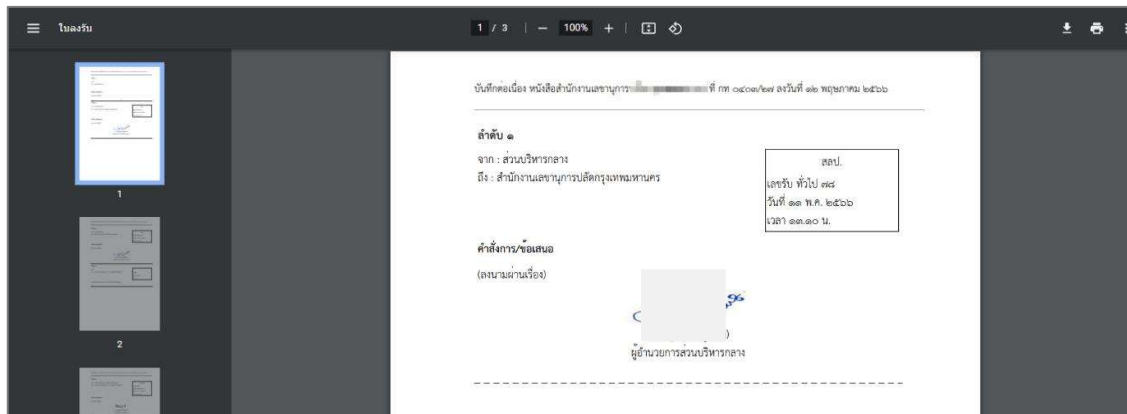 ใบลงรับ
1 / 3
100%
1
2
บันทึกต่อเนื่อง หนังสือสำนักงานเลขานุการ ที่ กท ๐๔๐๓/๒๗ ลงวันที่ ๑๒ พฤษภาคม ๒๕๖๖
ลำดับ ๑
จาก : ส่วนบริหารกลาง
ถึง : สำนักงานเลขานุการปลัดกรุงเทพมหานคร
สลป.
เลขรับ ทั่วไป ๗๘
วันที่ ๑๑ พ.ค. ๒๕๖๖
เวลา ๑๓.๑๐ น.
คำสั่งการ/ข้อเสนอ
(ลงนามผ่านเรื่อง)
)
ผู้อำนวยการส่วนบริหารกลาง